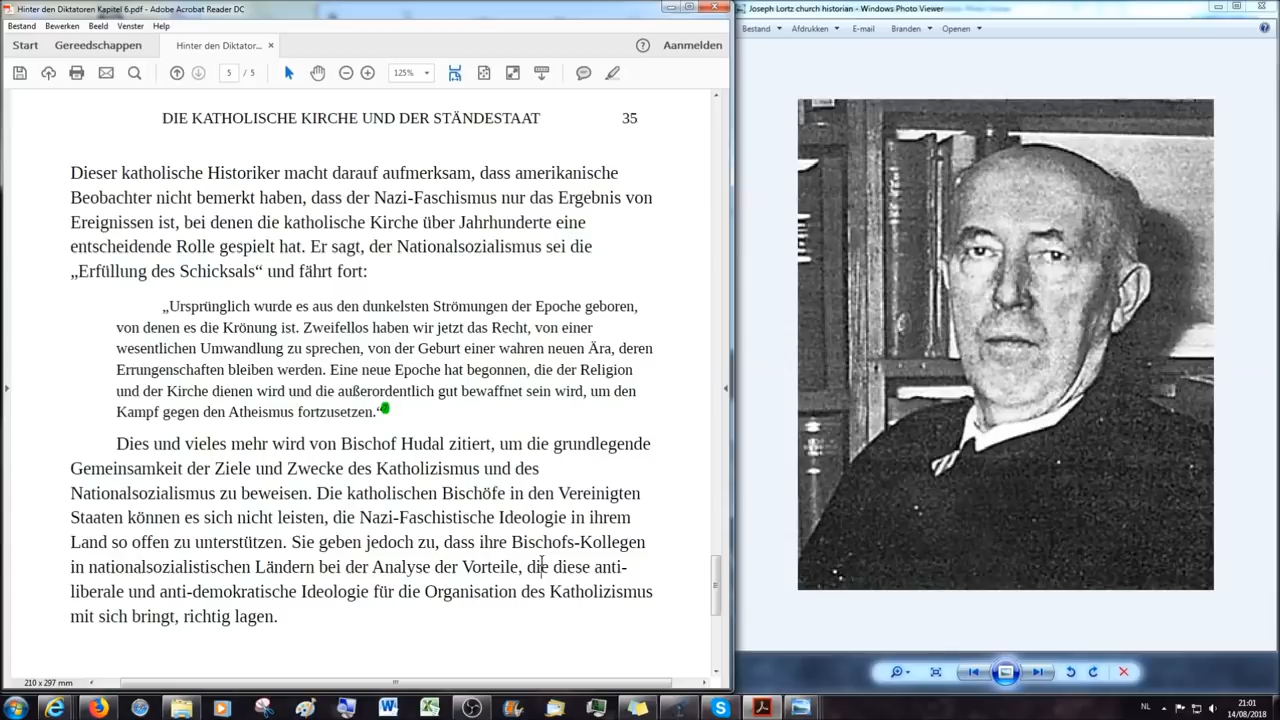 Hinter den Diktatoren Kapitel 6.pdf - Adobe Acrobat Reader DC
Bestand Bewerken Beeld Venster Help
Start Gereedschappen Hinter den Diktator... × Aanmelden
5 / 5 125%
DIE KATHOLISCHE KIRCHE UND DER STÄNDESTAAT 35
Dieser katholische Historiker macht darauf aufmerksam, dass amerikanische
Beobachter nicht bemerkt haben, dass der Nazi-Faschismus nur das Ergebnis von
Ereignissen ist, bei denen die katholische Kirche über Jahrhunderte eine
entscheidende Rolle gespielt hat. Er sagt, der Nationalsozialismus sei die
„Erfüllung des Schicksals“ und fährt fort:
„Ursprünglich wurde es aus den dunkelsten Strömungen der Epoche geboren,
von denen es die Krönung ist. Zweifellos haben wir jetzt das Recht, von einer
wesentlichen Umwandlung zu sprechen, von der Geburt einer wahren neuen Ära, deren
Errungenschaften bleiben werden. Eine neue Epoche hat begonnen, die der Religion
und der Kirche dienen wird und die außerordentlich gut bewaffnet sein wird, um den
Kampf gegen den Atheismus fortzusetzen.“
Dies und vieles mehr wird von Bischof Hudal zitiert, um die grundlegende
Gemeinsamkeit der Ziele und Zwecke des Katholizismus und des
Nationalsozialismus zu beweisen. Die katholischen Bischöfe in den Vereinigten
Staaten können es sich nicht leisten, die Nazi-Faschistische Ideologie in ihrem
Land so offen zu unterstützen. Sie geben jedoch zu, dass ihre Bischofs-Kollegen
in nationalsozialistischen Ländern bei der Analyse der Vorteile, die diese anti-
liberale und anti-demokratische Ideologie für die Organisation des Katholizismus
mit sich bringt, richtig lagen.
210 x 297 mm
Joseph Lortz church historian - Windows Photo Viewer
Bestand Afdrukken E-mail Branden Openen
NL 21:01
14/08/2018